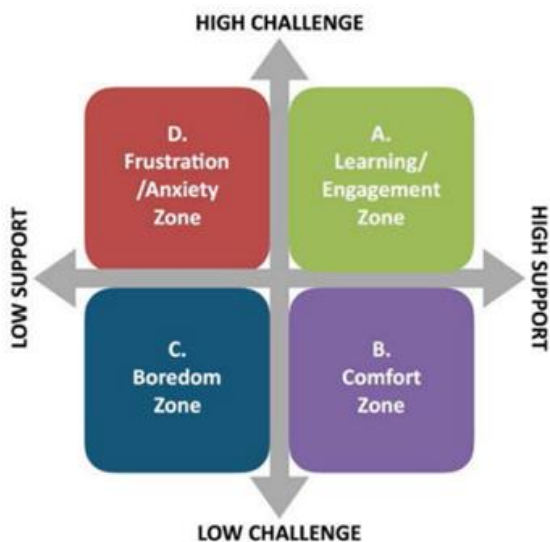 HIGH CHALLENGE
D.
Frustration
/Anxiety
Zone
A.
Learning/
Engagement
Zone
LOW SUPPORT
HIGH SUPPORT
C.
Boredom
Zone
B.
Comfort
Zone
LOW CHALLENGE